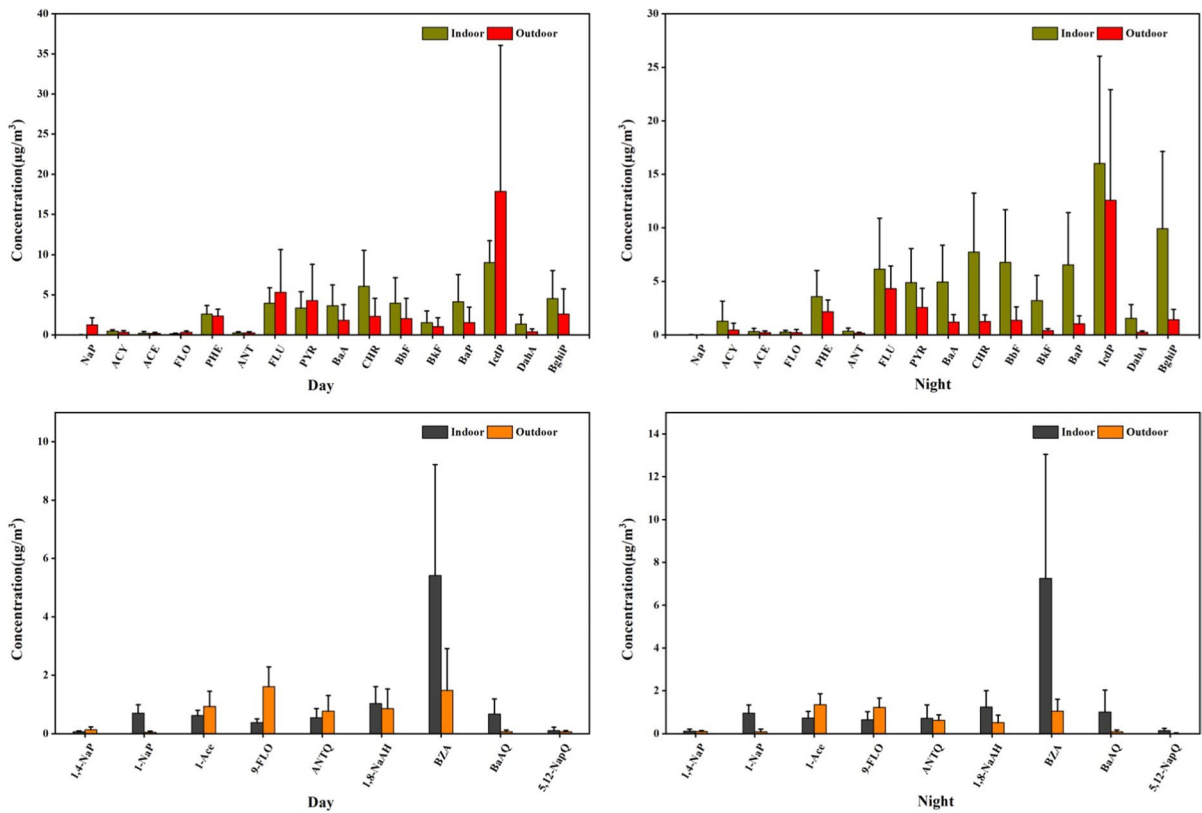 40
35
30
25
20
15
10
5
0
Concentration(μg/m³)
Indoor Outdoor
NaP ACY ACE FLO PHE ANT FLU PYR BaA CHR BbF BkF BaP IcdP DahA BghiP
Day
30
25
20
15
10
5
0
Concentration(μg/m³)
Indoor Outdoor
NaP ACY ACE FLO PHE ANT FLU PYR BaA CHR BbF BkF BaP IcdP DahA BghiP
Night
10
8
6
4
2
0
Concentration(μg/m³)
Indoor Outdoor
1,4-NaP 1-NaP 1-Ace 9-FLO ANTQ 1,8-NaAH BZA BaAQ 5,12-NapQ
Day
14
12
10
8
6
4
2
0
Concentration(μg/m³)
Indoor Outdoor
1,4-NaP 1-NaP 1-Ace 9-FLO ANTQ 1,8-NaAH BZA BaAQ 5,12-NapQ
Night